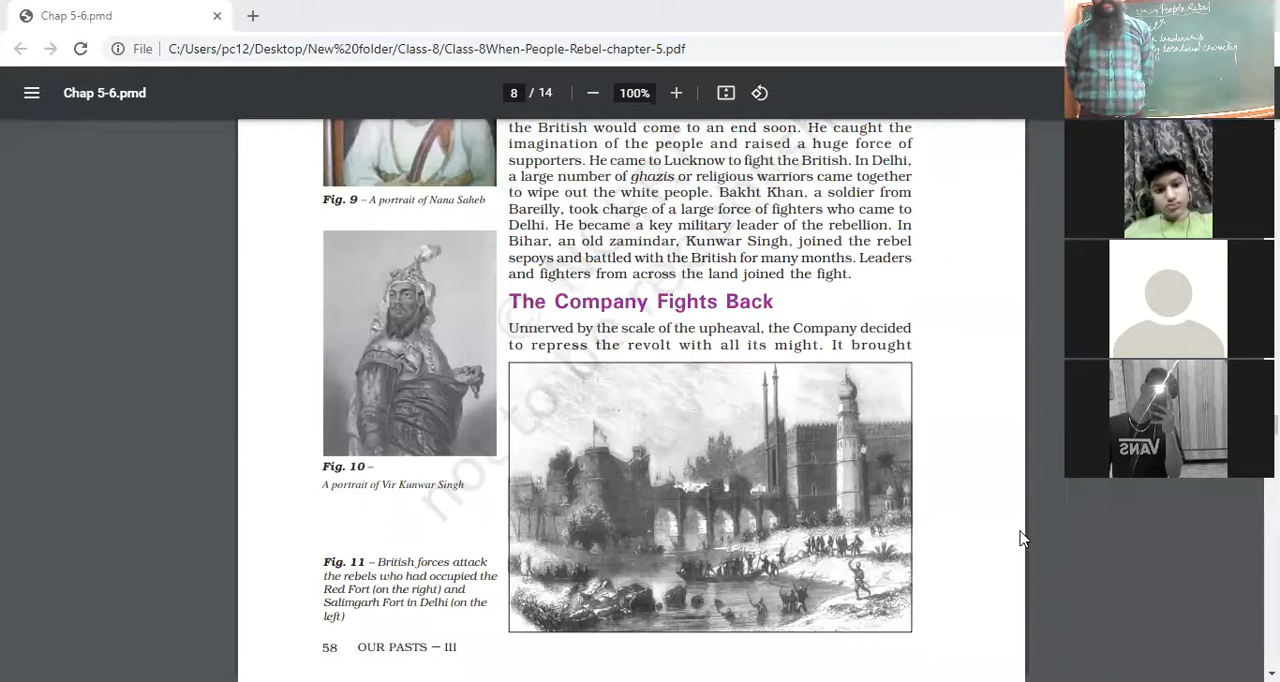 Chap 5-6.pmd
File
C:/Users/pc12/Desktop/New%20folder/Class-8/Class-8When-People-Rebel-chapter-5.pdf
Chap 5-6.pmd
8 / 14
100%
the British would come to an end soon. He caught the
imagination of the people and raised a huge force of
supporters. He came to Lucknow to fight the British. In Delhi,
a large number of ghazis or religious warriors came together
to wipe out the white people. Bakht Khan, a soldier from
Bareilly, took charge of a large force of fighters who came to
Delhi. He became a key military leader of the rebellion. In
Bihar, an old zamindar, Kunwar Singh, joined the rebel
sepoys and battled with the British for many months. Leaders
and fighters from across the land joined the fight.
The Company Fights Back
Unnerved by the scale of the upheaval, the Company decided
to repress the revolt with all its might. It brought
Fig. 9 – A portrait of Nana Saheb
Fig. 10 –
A portrait of Vir Kunwar Singh
Fig. 11 – British forces attack
the rebels who had occupied the
Red Fort (on the right) and
Salimgarh Fort in Delhi (on the
left)
58 OUR PASTS – III
not to be
When People Rebel
leadership
character
VANS